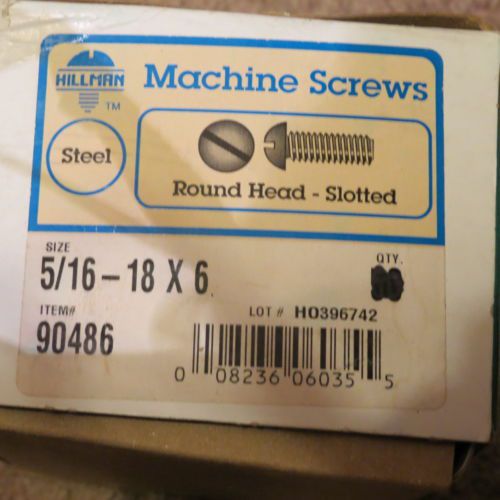 HILLMAN
TM
Machine Screws
Steel
Round Head - Slotted
SIZE
5/16 - 18 X 6
QTY.
ITEM#
90486
LOT # HO396742
0 08236 06035 5